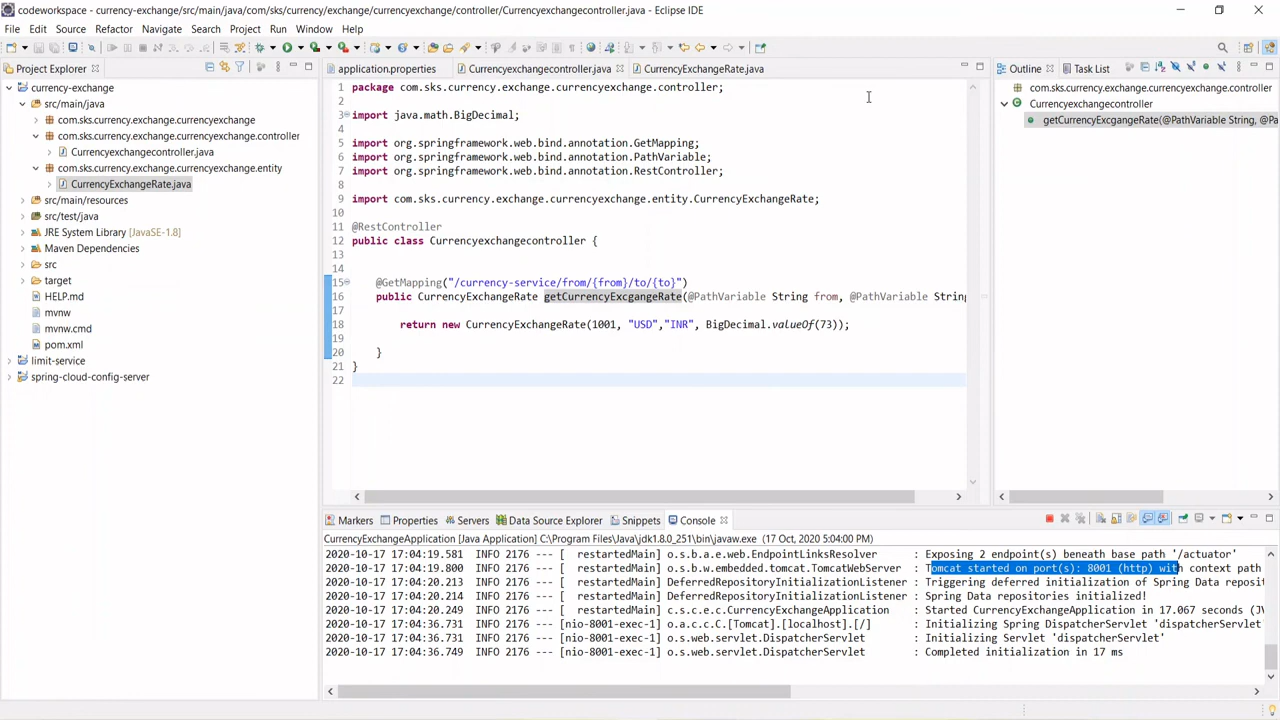 codeworkspace - currency-exchange/src/main/java/com/sks/currency/exchange/currencyexchange/controller/Currencyexchangecontroller.java - Eclipse IDE
File Edit Source Refactor Navigate Search Project Run Window Help
Project Explorer
currency-exchange
src/main/java
com.sks.currency.exchange.currencyexchange
com.sks.currency.exchange.currencyexchange.controller
Currencyexchangecontroller.java
com.sks.currency.exchange.currencyexchange.entity
CurrencyExchangeRate.java
src/main/resources
src/test/java
JRE System Library [JavaSE-1.8]
Maven Dependencies
src
target
HELP.md
mvnw
mvnw.cmd
pom.xml
limit-service
spring-cloud-config-server
application.properties Currencyexchangecontroller.java CurrencyExchangeRate.java
1 package com.sks.currency.exchange.currencyexchange.controller;
2
3 import java.math.BigDecimal;
4
5 import org.springframework.web.bind.annotation.GetMapping;
6 import org.springframework.web.bind.annotation.PathVariable;
7 import org.springframework.web.bind.annotation.RestController;
8
9 import com.sks.currency.exchange.currencyexchange.entity.CurrencyExchangeRate;
10
11 @RestController
12 public class Currencyexchangecontroller {
13
14
15 @GetMapping("/currency-service/from/{from}/to/{to}")
16 public CurrencyExchangeRate getCurrencyExcgangeRate(@PathVariable String from, @PathVariable String
17
18 return new CurrencyExchangeRate(1001, "USD","INR", BigDecimal.valueOf(73));
19
20 }
21 }
22
Outline Task List
com.sks.currency.exchange.currencyexchange.controller
Currencyexchangecontroller
getCurrencyExcgangeRate(@PathVariable String, @Pa
Markers Properties Servers Data Source Explorer Snippets Console
CurrencyExchangeApplication [Java Application] C:\Program Files\Java\jdk1.8.0_251\bin\javaw.exe (17 Oct, 2020 5:04:00 PM)
2020-10-17 17:04:19.581 INFO 2176 --- [ restartedMain] o.s.b.a.e.web.EndpointLinksResolver : Exposing 2 endpoint(s) beneath base path '/actuator'
2020-10-17 17:04:19.800 INFO 2176 --- [ restartedMain] o.s.b.w.embedded.tomcat.TomcatWebServer : Tomcat started on port(s): 8001 (http) with context path
2020-10-17 17:04:20.213 INFO 2176 --- [ restartedMain] DeferredRepositoryInitializationListener : Triggering deferred initialization of Spring Data reposit
2020-10-17 17:04:20.214 INFO 2176 --- [ restartedMain] DeferredRepositoryInitializationListener : Spring Data repositories initialized!
2020-10-17 17:04:20.240 INFO 2176 --- [ restartedMain] c.s.c.e.c.CurrencyExchangeApplication : Started CurrencyExchangeApplication in 17.067 seconds (JV
2020-10-17 17:04:36.731 INFO 2176 --- [nio-8001-exec-1] o.a.c.c.C.[Tomcat].[localhost].[/] : Initializing Spring DispatcherServlet 'dispatcherServlet'
2020-10-17 17:04:36.731 INFO 2176 --- [nio-8001-exec-1] o.s.web.servlet.DispatcherServlet : Initializing Servlet 'dispatcherServlet'
2020-10-17 17:04:36.749 INFO 2176 --- [nio-8001-exec-1] o.s.web.servlet.DispatcherServlet : Completed initialization in 17 ms